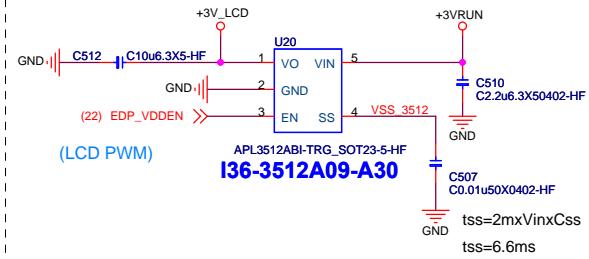 +3V_LCD
+3VRUN
U20
C512 C10u6.3X5-HF
GND
1 VO VIN 5
C510
C2.2u6.3X50402-HF
GND 2 GND
(22) EDP_VDDEN 3 EN SS 4 VSS_3512
GND
(LCD PWM)
APL3512ABI-TRG_SOT23-5-HF
I36-3512A09-A30
C507
C0.01u50X0402-HF
GND
tss=2mxVinxCss
tss=6.6ms